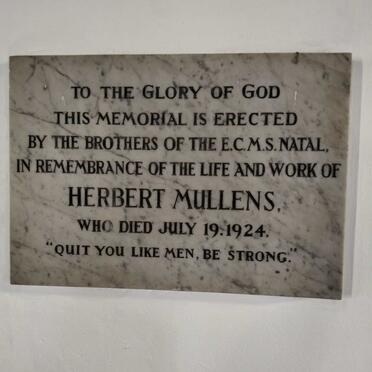 TO THE GLORY OF GOD
THIS MEMORIAL IS ERECTED
BY THE BROTHERS OF THE E.C.M.S. NATAL,
IN REMEMBRANCE OF THE LIFE AND WORK OF
HERBERT MULLENS,
WHO DIED JULY 19.1924.
"QUIT YOU LIKE MEN, BE STRONG."